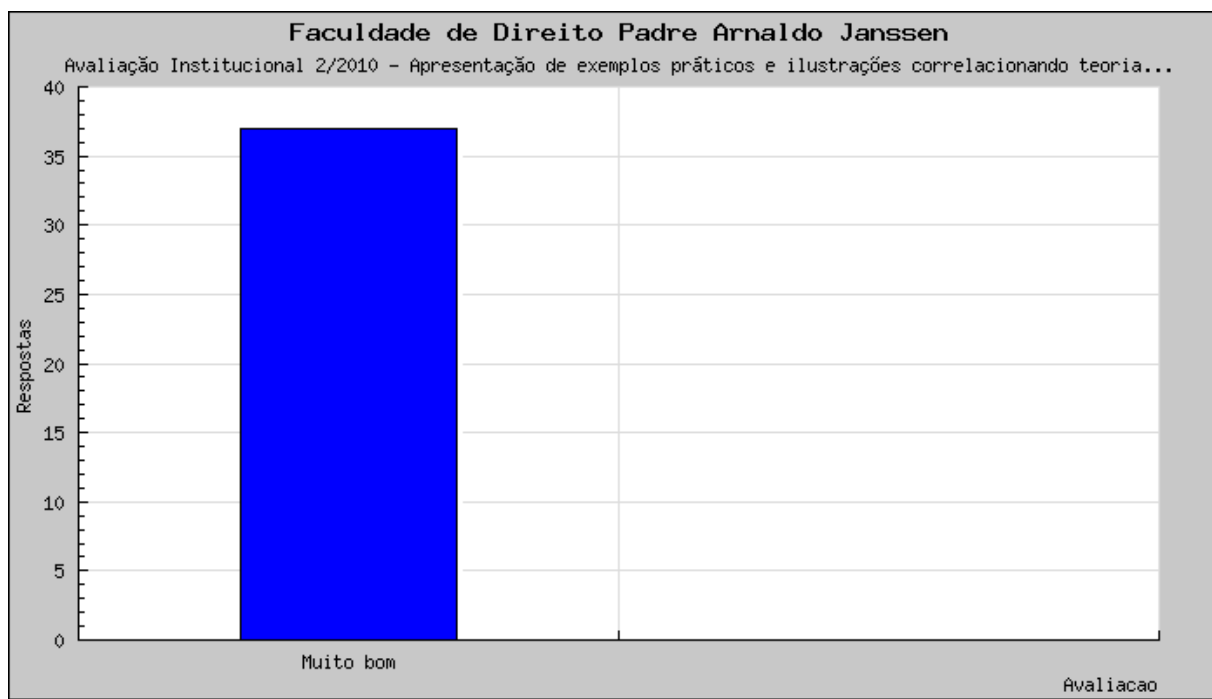 Faculdade de Direito Padre Arnaldo Janssen
Avaliação Institucional 2/2010 - Apresentação de exemplos práticos e ilustrações correlacionando teoria...
40
35
30
25
20
15
10
5
0
Respostas
Muito bom
Avaliacao